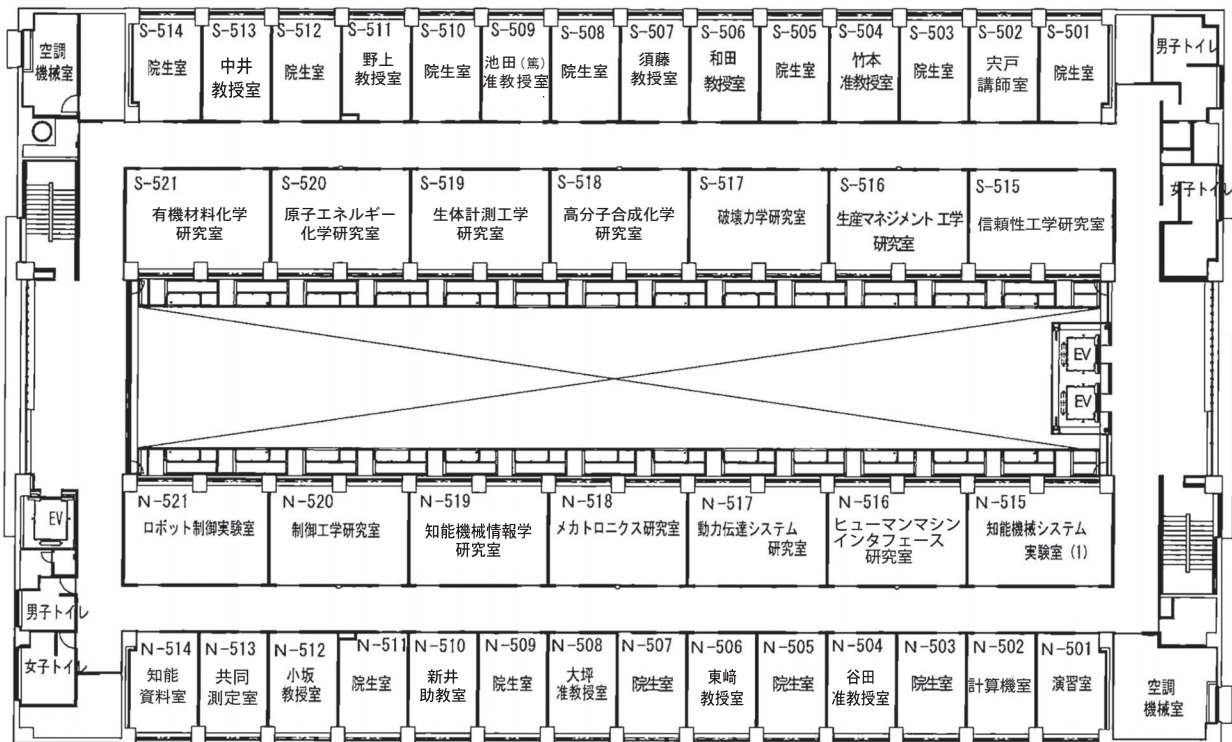 空調
機械室
S-514
院生室
S-513
中井
教授室
S-512
院生室
S-511
野上
教授室
S-510
院生室
S-509
池田(篤)
准教授室
S-508
院生室
S-507
須藤
教授室
S-506
和田
教授室
S-505
院生室
S-504
竹本
准教授室
S-503
院生室
S-502
宍戸
講師室
S-501
院生室
男子トイレ
S-521
有機材料化学
研究室
S-520
原子エネルギー
化学研究室
S-519
生体計測工学
研究室
S-518
高分子合成化学
研究室
S-517
破壊力学研究室
S-516
生産マネジメント工学
研究室
S-515
信頼性工学研究室
女子トイレ
EV
EV
EV
N-521
ロボット制御実験室
N-520
制御工学研究室
N-519
知能機械情報学
研究室
N-518
メカトロニクス研究室
N-517
動力伝達システム
研究室
N-516
ヒューマンマシン
インタフェース
研究室
N-515
知能機械システム
実験室(1)
男子トイレ
女子トイレ
N-514
知能
資料室
N-513
共同
測定室
N-512
小坂
教授室
N-511
院生室
N-510
新井
助教室
N-509
院生室
N-508
大坪
准教授室
N-507
院生室
N-506
東﨑
教授室
N-505
院生室
N-504
谷田
准教授室
N-503
院生室
N-502
計算機室
N-501
演習室
空調
機械室